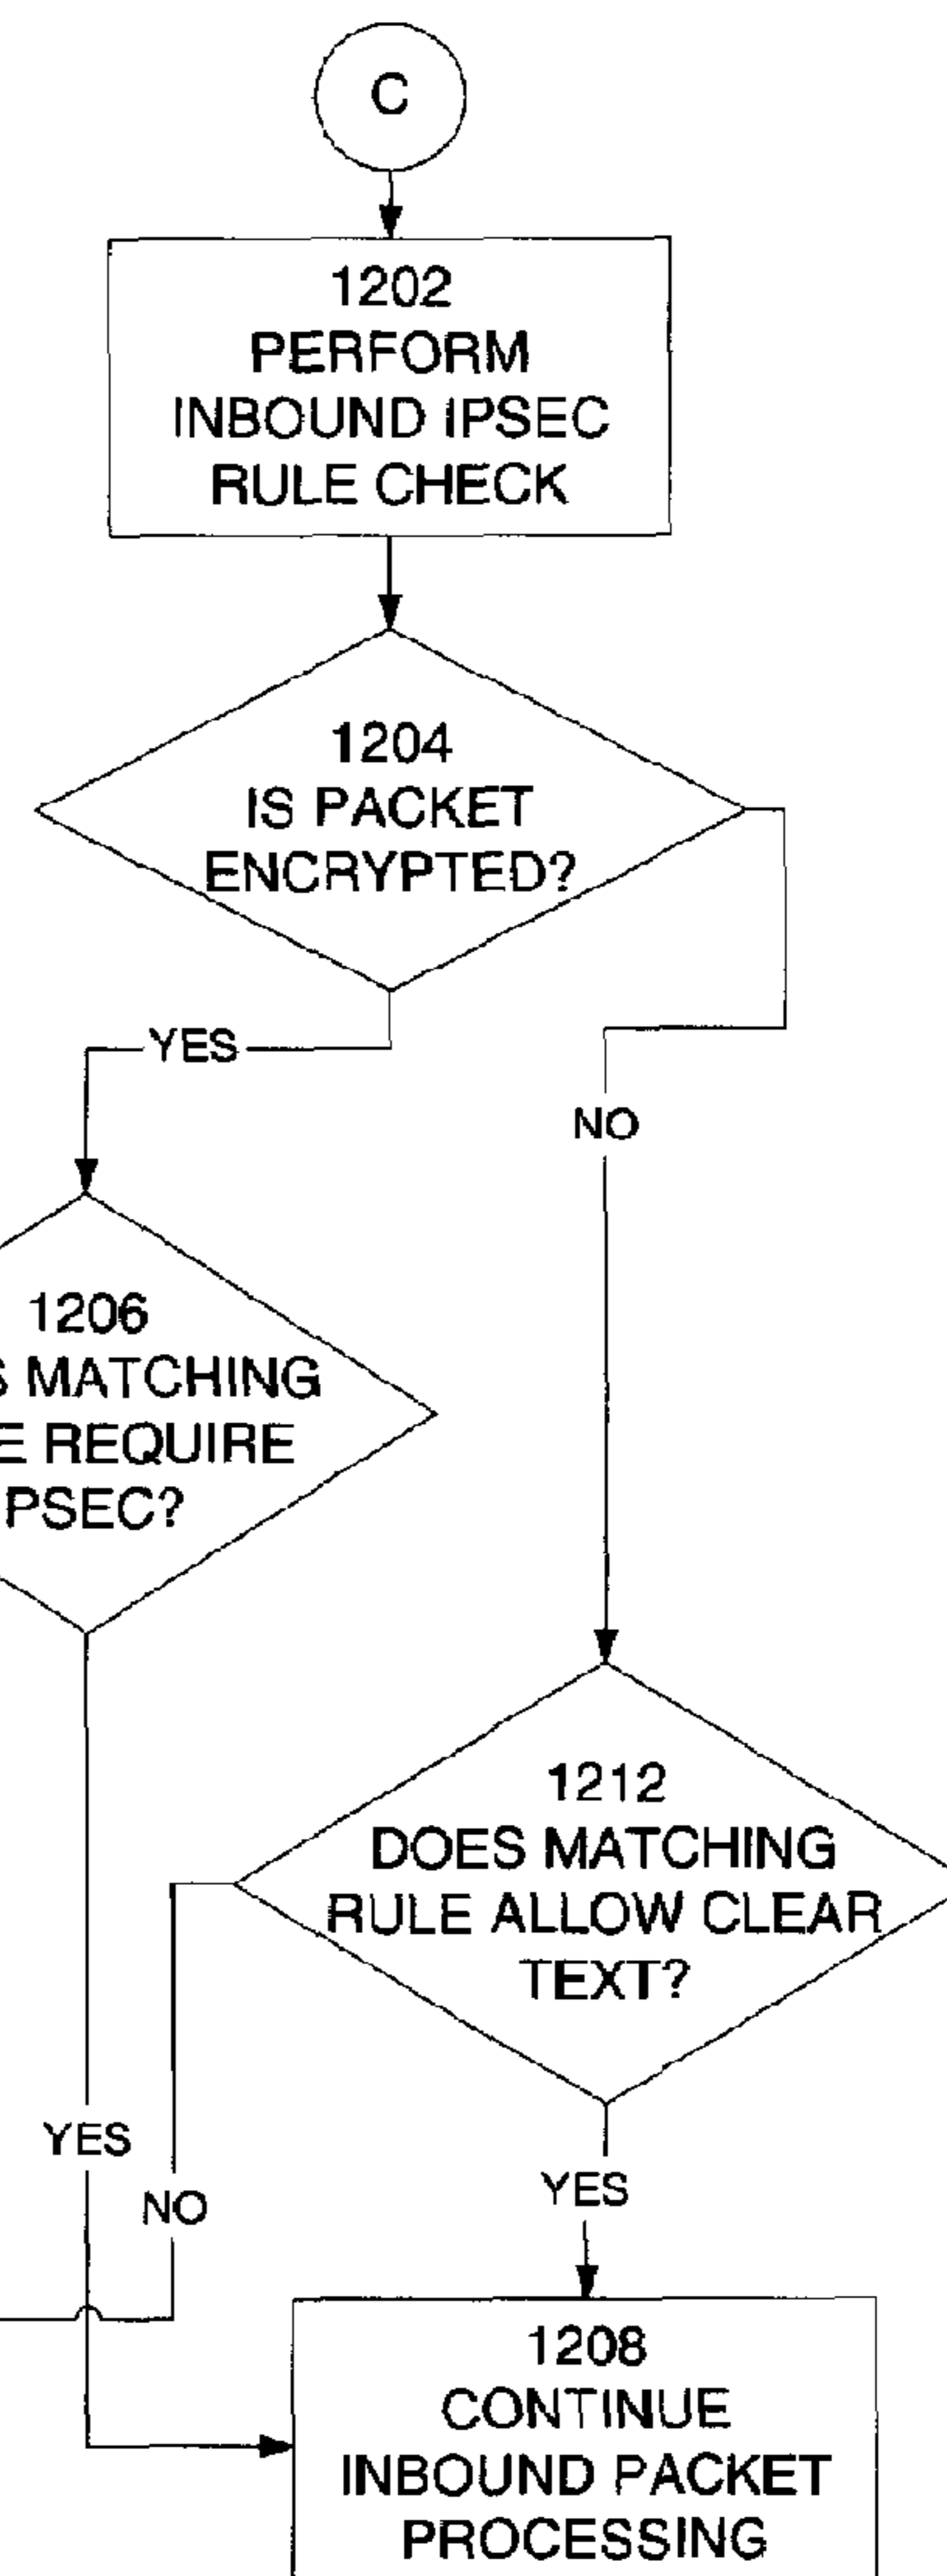 C
1202
PERFORM
INBOUND IPSEC
RULE CHECK
1204
IS PACKET
ENCRYPTED?
YES
NO
1206
S MATCHING
E REQUIRE
PSEC?
1212
DOES MATCHING
RULE ALLOW CLEAR
TEXT?
YES
NO
YES
1208
CONTINUE
INBOUND PACKET
PROCESSING